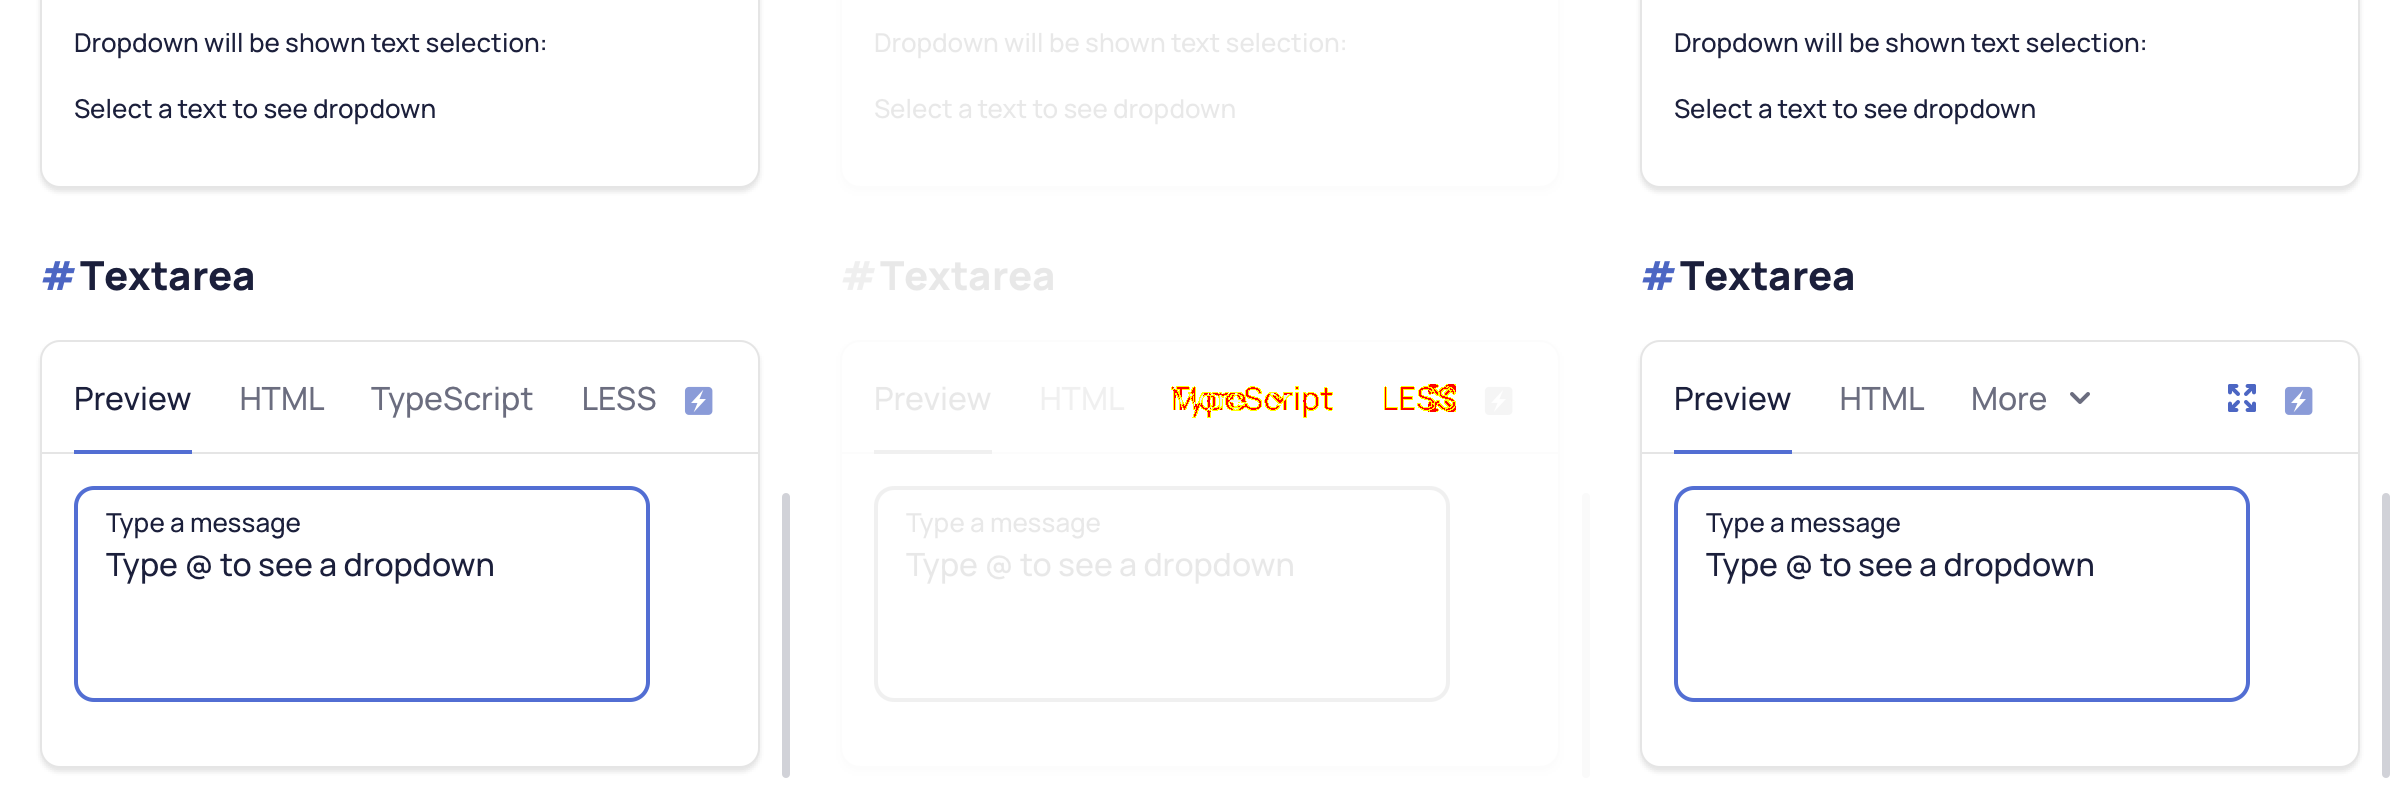 Dropdown will be shown text selection:
Select a text to see dropdown
# Textarea
Preview HTML TypeScript LESS
Type a message
Type @ to see a dropdown
Dropdown will be shown text selection:
Select a text to see dropdown
# Textarea
Preview HTML TypeScript LESS
Type a message
Type @ to see a dropdown
Dropdown will be shown text selection:
Select a text to see dropdown
# Textarea
Preview HTML More
Type a message
Type @ to see a dropdown